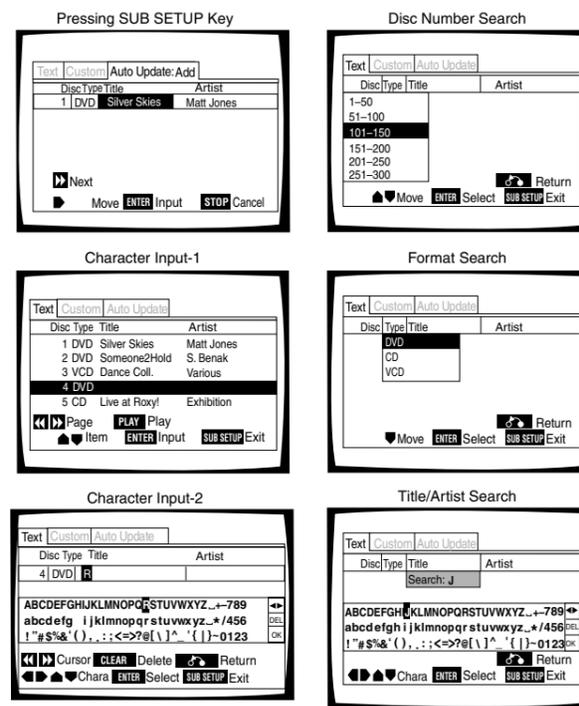 Pressing SUB SETUP Key
Text Custom Auto Update:Add
Disc Type Title Artist
1 DVD Silver Skies Matt Jones
Next
Move ENTER Input STOP Cancel
Character Input-1
Text Custom Auto Update
Disc Type Title Artist
1 DVD Silver Skies Matt Jones
2 DVD Someone2Hold S. Benak
3 VCD Dance Coll. Various
4 DVD
5 CD Live at Roxy! Exhibition
Page PLAY Play
Item ENTER Input SUB SETUP Exit
Character Input-2
Text Custom Auto Update
Disc Type Title Artist
4 DVD R
ABCDEFGHIJKLMNOPQRSTUVWXYZ␣+–789
abcdefg ijklmnopqrstuvwxyz␣*/456 DEL
!"#$%&'(),.:;<=>?@[\]^_`{|}~0123 OK
Cursor CLEAR Delete Return
Chara ENTER Select SUB SETUP Exit
Disc Number Search
Text Custom Auto Update
Disc Type Title Artist
1–50
51–100
101–150
151–200
201–250
251–300
Return
Move ENTER Select SUB SETUP Exit
Format Search
Text Custom Auto Update
Disc Type Title Artist
DVD
CD
VCD
Return
Move ENTER Select SUB SETUP Exit
Title/Artist Search
Text Custom Auto Update
Disc Type Title Artist
Search: J
ABCDEFGHIJKLMNOPQRSTUVWXYZ␣+–789
abcdefghijklmnopqrstuvwxyz␣*/456 DEL
!"#$%&'(),.:;<=>?@[\]^_`{|}~0123 OK
Return
Chara ENTER Select SUB SETUP Exit